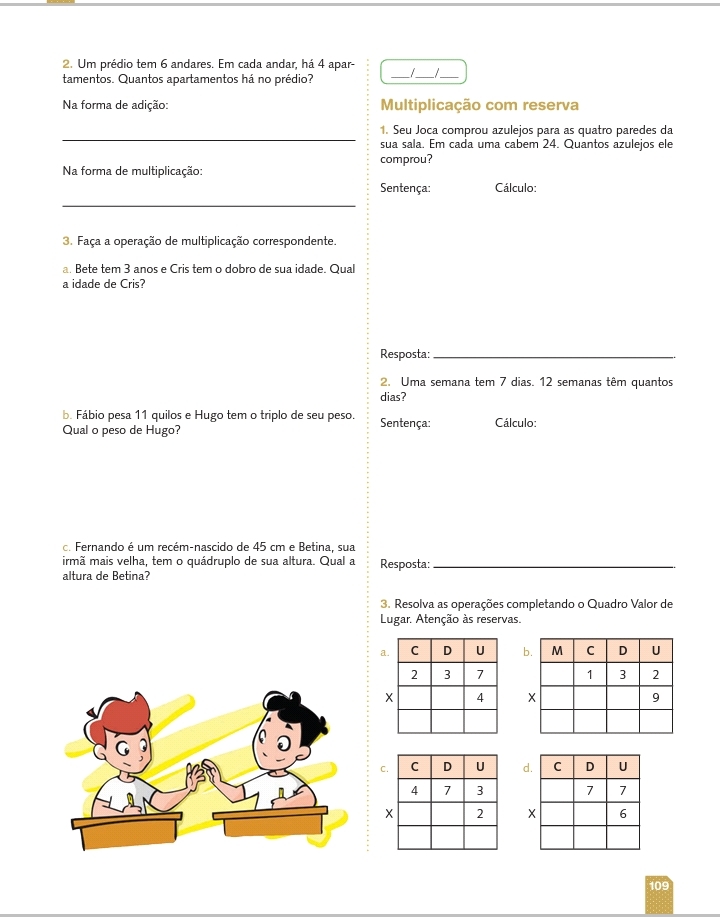 2. Um prédio tem 6 andares. Em cada andar, há 4 apar-
tamentos. Quantos apartamentos há no prédio?
Na forma de adição:
Na forma de multiplicação:
3. Faça a operação de multiplicação correspondente.
a. Bete tem 3 anos e Cris tem o dobro de sua idade. Qual
a idade de Cris?
b. Fábio pesa 11 quilos e Hugo tem o triplo de seu peso.
Qual o peso de Hugo?
c. Fernando é um recém-nascido de 45 cm e Betina, sua
irmã mais velha, tem o quádruplo de sua altura. Qual a
altura de Betina?
___/___/___
Multiplicação com reserva
1. Seu Joca comprou azulejos para as quatro paredes da
sua sala. Em cada uma cabem 24. Quantos azulejos ele
comprou?
Sentença: Cálculo:
Resposta: ______.
2. Uma semana tem 7 dias. 12 semanas têm quantos
dias?
Sentença: Cálculo:
Resposta: ______.
3. Resolva as operações completando o Quadro Valor de
Lugar. Atenção às reservas.
a. C D U
2 3 7
X 4
b. M C D U
1 3 2
X 9
c. C D U
4 7 3
X 2
d. C D U
7 7
X 6
109